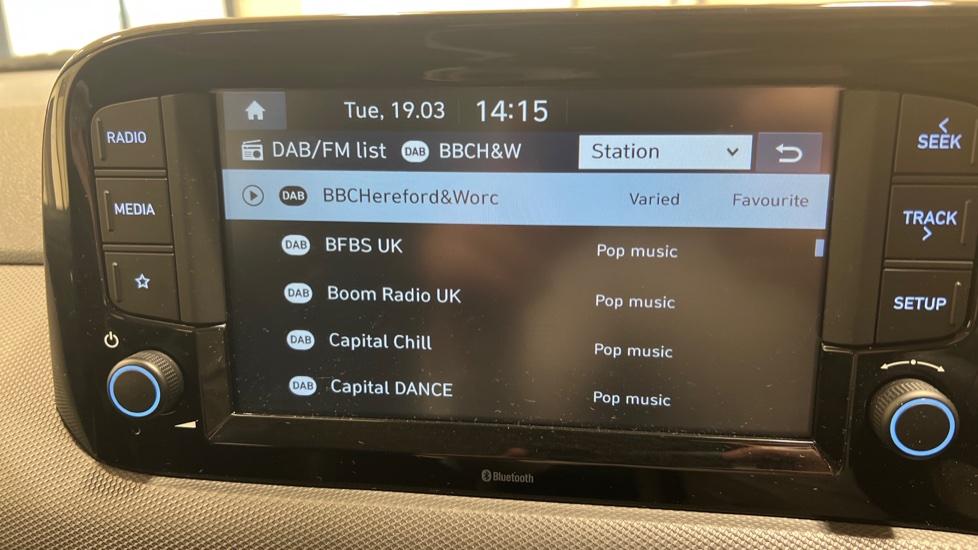 Tue, 19.03 14:15
RADIO
SEEK
DAB/FM list DAB BBCH&W Station
DAB BBCHereford&Worc Varied Favourite
MEDIA
TRACK
DAB BFBS UK Pop music
DAB Boom Radio UK Pop music
SETUP
DAB Capital Chill Pop music
DAB Capital DANCE Pop music
Bluetooth